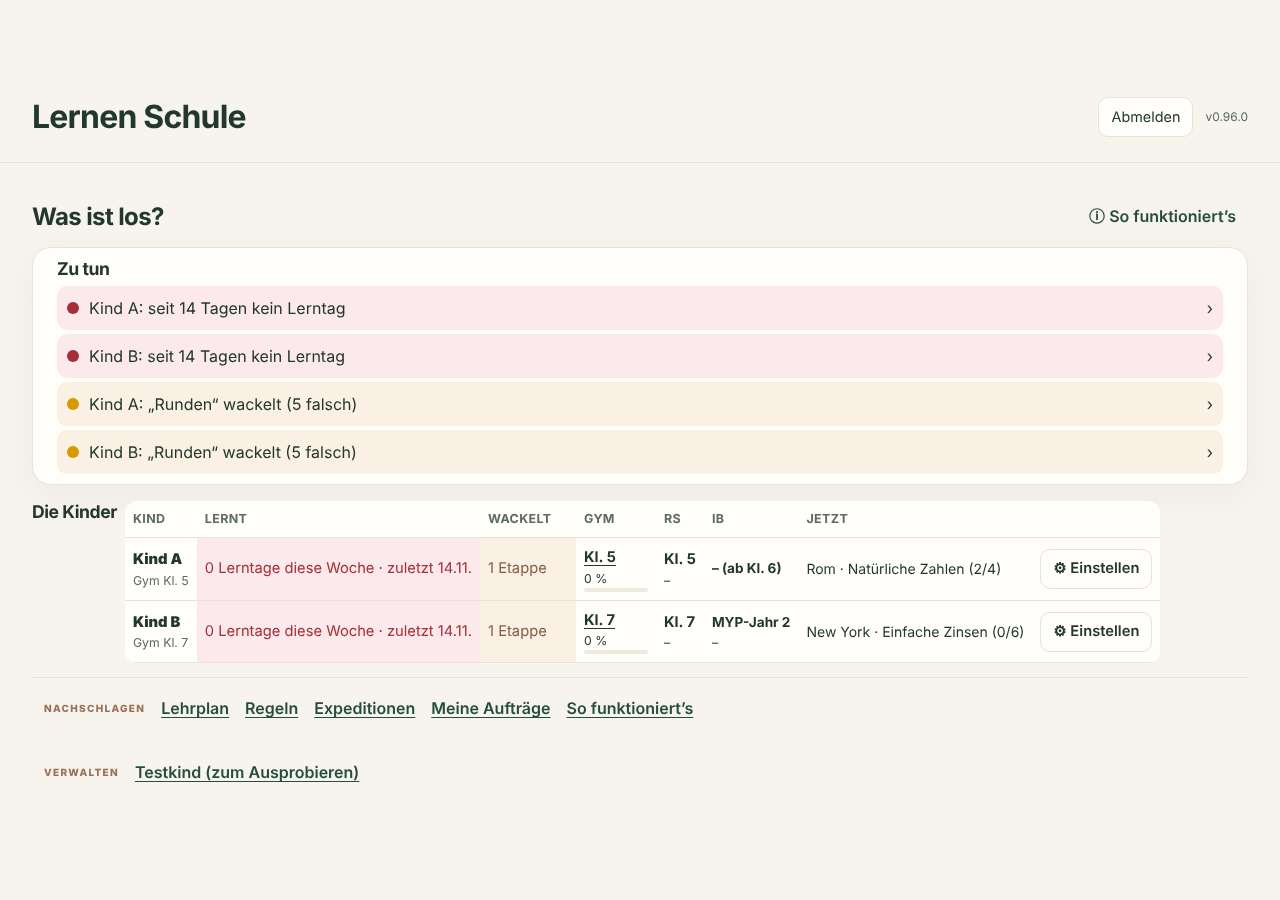 Lernen Schule
Abmelden v0.96.0
Was ist los?
ⓘ So funktioniert’s
Zu tun
Kind A: seit 14 Tagen kein Lerntag ›
Kind B: seit 14 Tagen kein Lerntag ›
Kind A: „Runden“ wackelt (5 falsch) ›
Kind B: „Runden“ wackelt (5 falsch) ›
Die Kinder
KIND LERNT WACKELT GYM RS IB JETZT
Kind A
Gym Kl. 5
0 Lerntage diese Woche · zuletzt 14.11.
1 Etappe
Kl. 5
0 %
Kl. 5
–
– (ab Kl. 6)
Rom · Natürliche Zahlen (2/4)
⚙ Einstellen
Kind B
Gym Kl. 7
0 Lerntage diese Woche · zuletzt 14.11.
1 Etappe
Kl. 7
0 %
Kl. 7
–
MYP-Jahr 2
–
New York · Einfache Zinsen (0/6)
⚙ Einstellen
NACHSCHLAGEN Lehrplan Regeln Expeditionen Meine Aufträge So funktioniert’s
VERWALTEN Testkind (zum Ausprobieren)